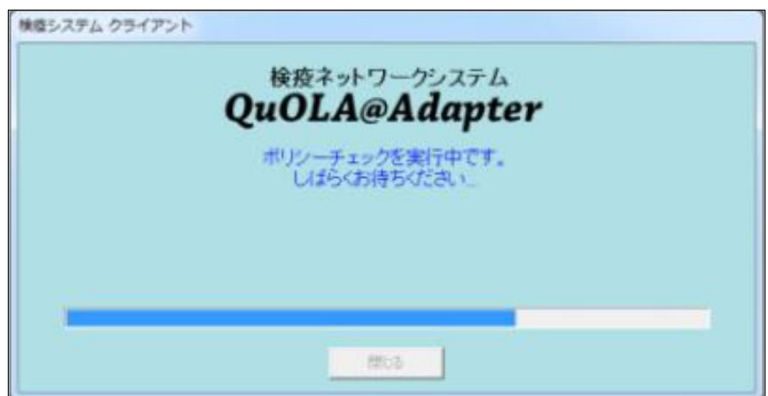 検疫システム クライアント
検疫ネットワークシステム
QuOLA@Adapter
ポリシーチェックを実行中です。
しばらくお待ちください...
閉じる